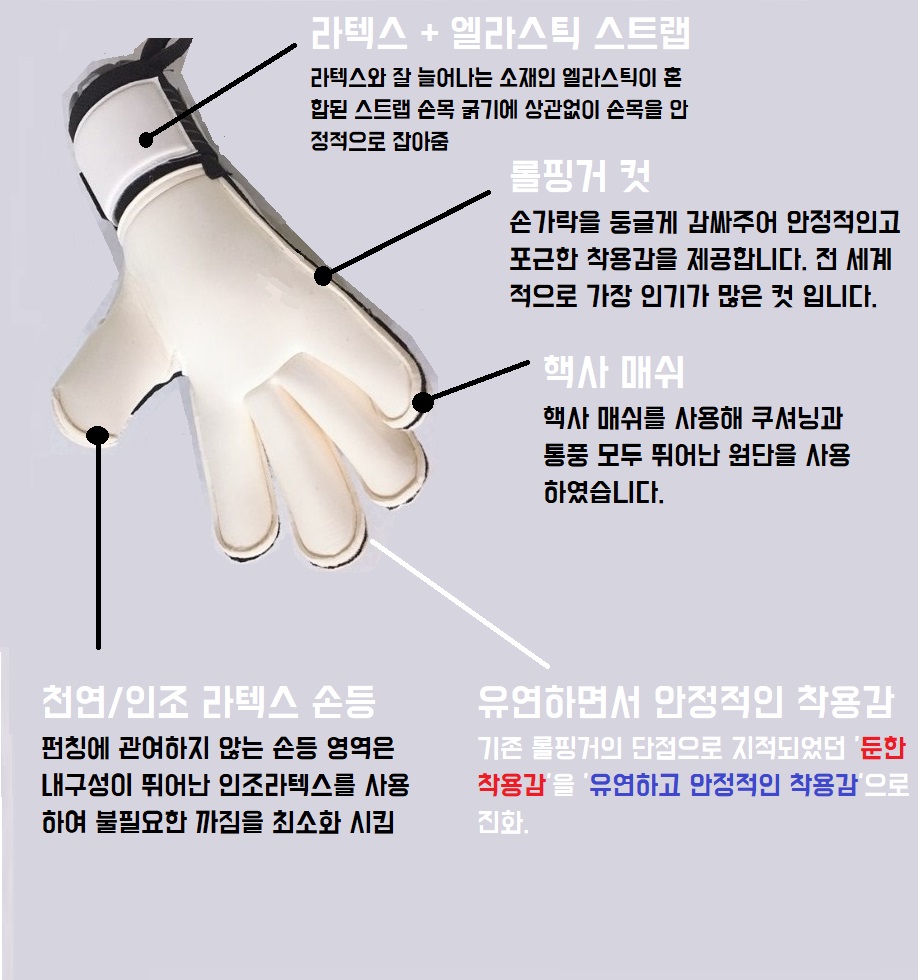 라텍스 + 엘라스틱 스트랩
라텍스와 잘 늘어나는 소재인 엘라스틱이 혼
합된 스트랩 손목 굵기에 상관없이 손목을 안
정적으로 잡아줌
롤핑거 컷
손가락을 둥글게 감싸주어 안정적인고
포근한 착용감을 제공합니다. 전 세계
적으로 가장 인기가 많은 컷 입니다.
핵사 매쉬
핵사 매쉬를 사용해 쿠셔닝과
통풍 모두 뛰어난 원단을 사용
하였습니다.
천연/인조 라텍스 손등
펀칭에 관여하지 않는 손등 영역은
내구성이 뛰어난 인조라텍스를 사용
하여 불필요한 까짐을 최소화 시킴
유연하면서 안정적인 착용감
기존 롤핑거의 단점으로 지적되었던 '둔한
착용감'을 '유연하고 안정적인 착용감'으로
진화.